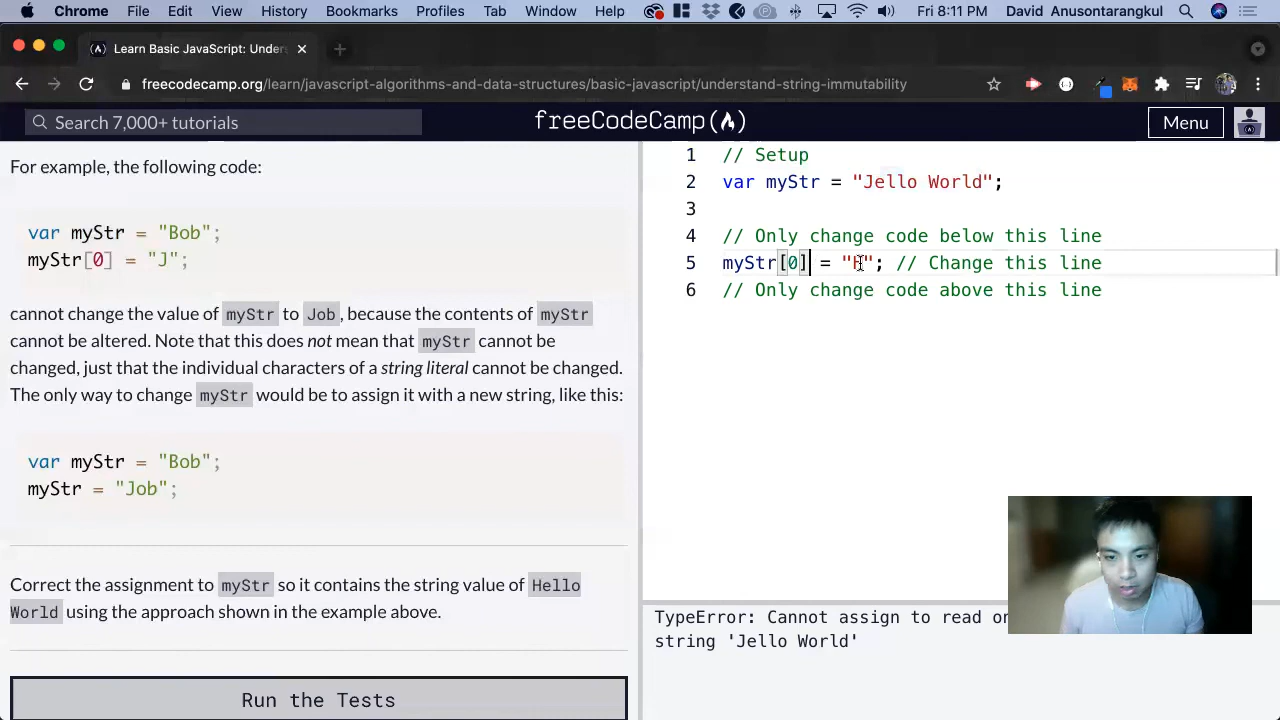 Chrome File Edit View History Bookmarks Profiles Tab Window Help Fri 8:11 PM David Anusontarangkul
Learn Basic JavaScript: Unders
freecodecamp.org/learn/javascript-algorithms-and-data-structures/basic-javascript/understand-string-immutability
Search 7,000+ tutorials
freeCodeCamp
Menu
For example, the following code:
var myStr = "Bob";
myStr[0] = "J";
cannot change the value of myStr to Job, because the contents of myStr
cannot be altered. Note that this does not mean that myStr cannot be
changed, just that the individual characters of a string literal cannot be changed.
The only way to change myStr would be to assign it with a new string, like this:
var myStr = "Bob";
myStr = "Job";
Correct the assignment to myStr so it contains the string value of Hello
World using the approach shown in the example above.
Run the Tests
1 // Setup
2 var myStr = "Jello World";
3
4 // Only change code below this line
5 myStr[0] = "H"; // Change this line
6 // Only change code above this line
TypeError: Cannot assign to read on
string 'Jello World'